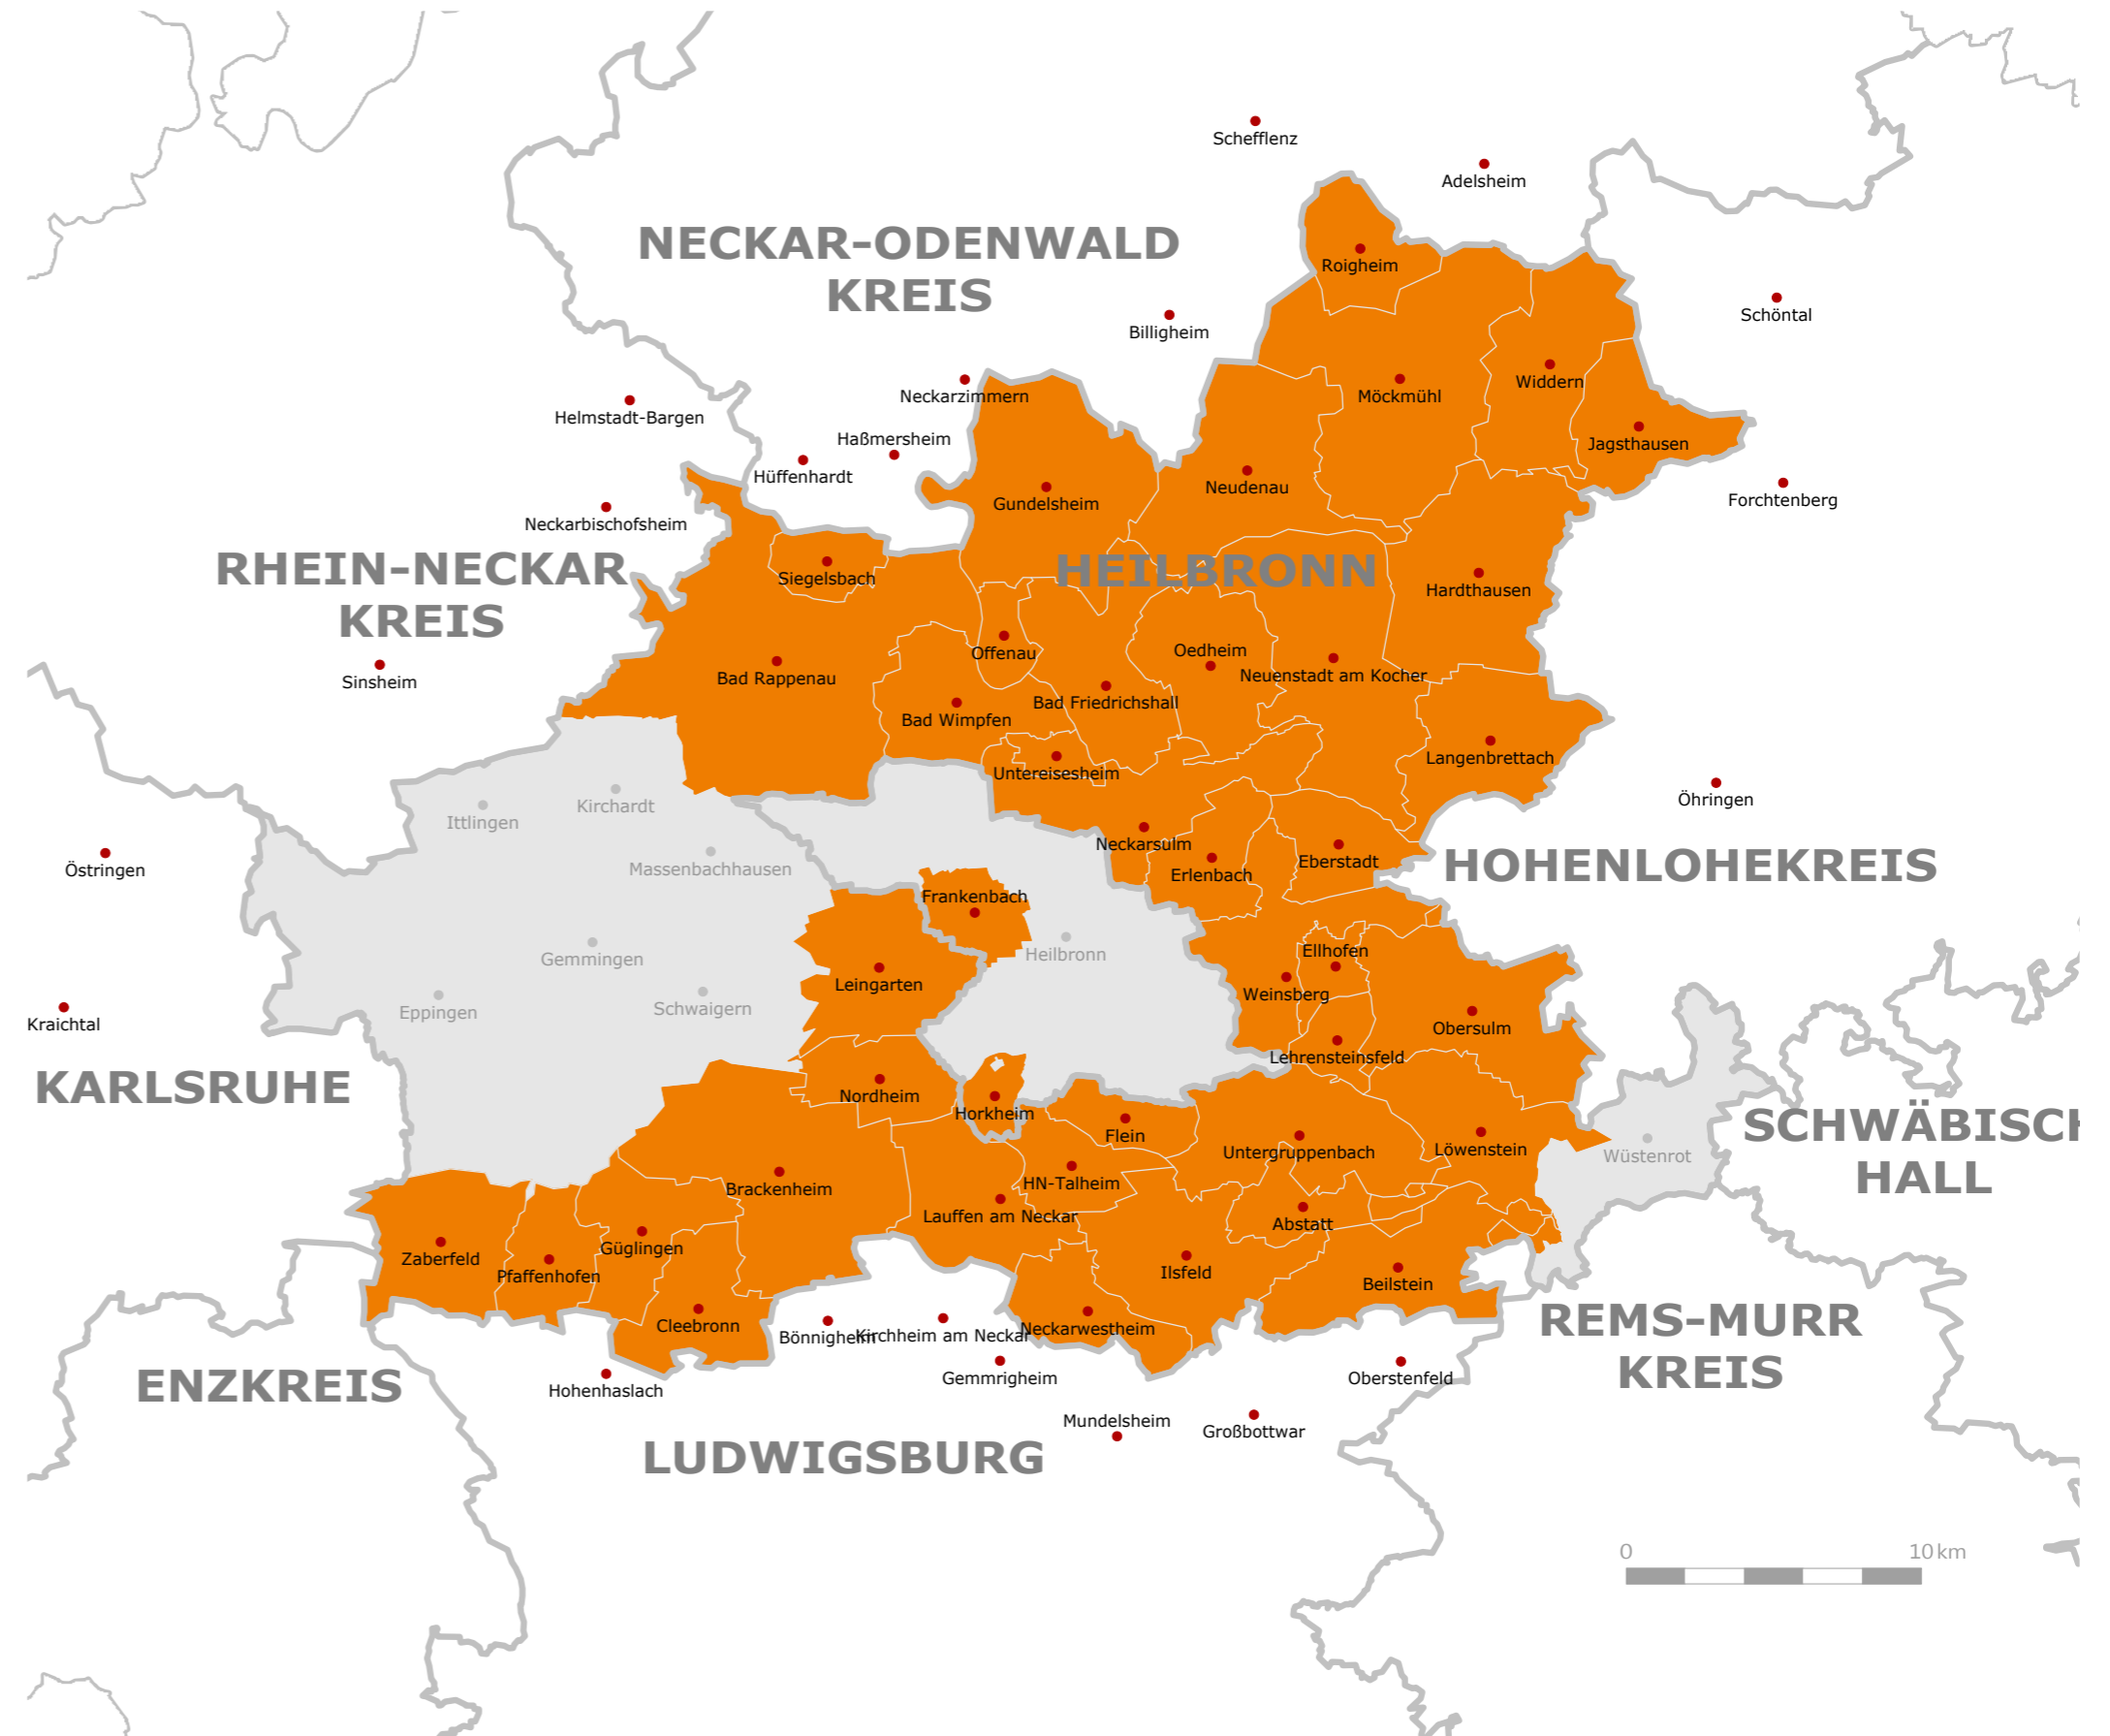 Schefflenz
Adelsheim
NECKAR-ODENWALD
KREIS
Roigheim
Schöntal
Billigheim
Neckarzimmern
Möckmühl
Widdern
Helmstadt-Bargen
Haßmersheim
Jagsthausen
Hüffenhardt
Gundelsheim
Neudenau
Forchtenberg
Neckarbischofsheim
RHEIN-NECKAR
KREIS
Siegelsbach
HEILBRONN
Hardthausen
Sinsheim
Bad Rappenau
Offenau
Oedheim
Neuenstadt am Kocher
Bad Wimpfen
Bad Friedrichshall
Langenbrettach
Untereisesheim
Öhringen
Ittlingen
Kirchardt
Östringen
Massenbachhausen
Neckarsulm
Erlenbach
Eberstadt
HOHENLOHEKREIS
Frankenbach
Gemmingen
Heilbronn
Ellhofen
Leingarten
Weinsberg
Kraichtal
Eppingen
Schwaigern
Obersulm
Lehrensteinsfeld
KARLSRUHE
Nordheim
Horkheim
Flein
Untergruppenbach
Löwenstein
Wüstenrot
SCHWÄBISCH
HALL
Brackenheim
HN-Talheim
Lauffen am Neckar
Abstatt
Zaberfeld
Pfaffenhofen
Güglingen
Ilsfeld
Beilstein
Cleebronn
Bönnigheim
Kirchheim am Neckar
Neckarwestheim
REMS-MURR
KREIS
ENZKREIS
Hohenhaslach
Gemmrigheim
Oberstenfeld
Mundelsheim
Großbottwar
LUDWIGSBURG
0
10 km